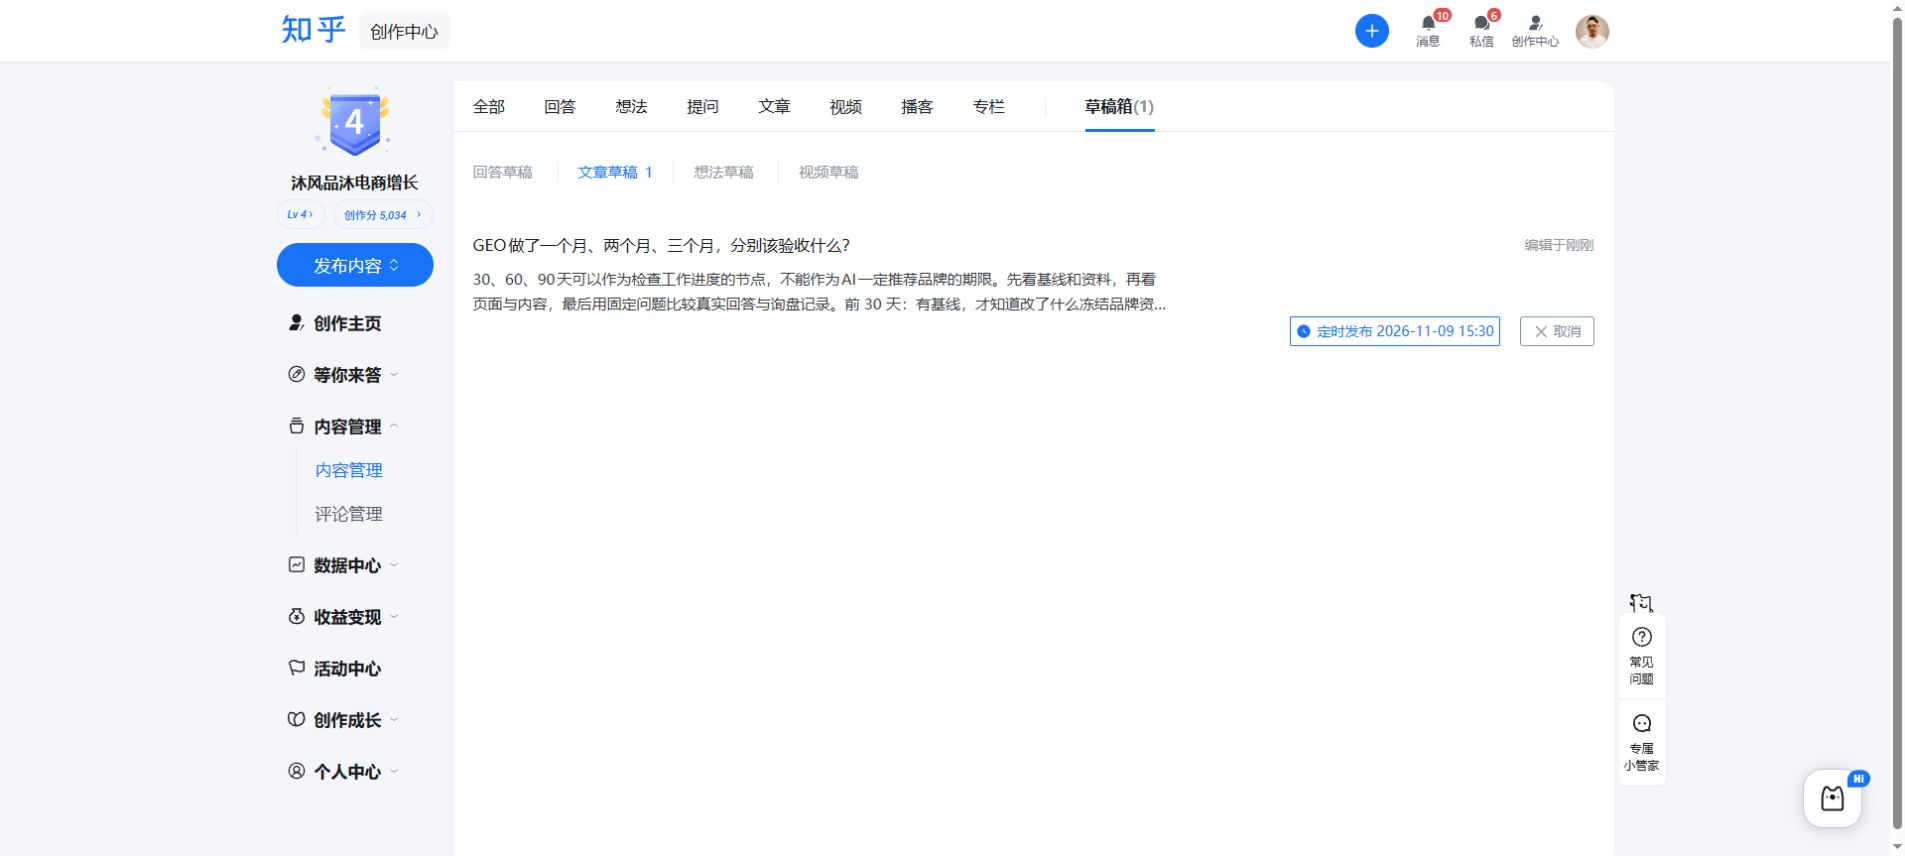 知乎
创作中心
10
消息
6
私信
创作中心
4
沐风品沐电商增长
Lv 4
创作分 5,034
发布内容
创作主页
等你来答
内容管理
内容管理
评论管理
数据中心
收益变现
活动中心
创作成长
个人中心
全部
回答
想法
提问
文章
视频
播客
专栏
草稿箱(1)
回答草稿
文章草稿 1
想法草稿
视频草稿
GEO做了一个月、两个月、三个月，分别该验收什么？
编辑于刚刚
30、60、90天可以作为检查工作进度的节点，不能作为AI一定推荐品牌的期限。先看基线和资料，再看
页面与内容，最后用固定问题比较真实回答与询盘记录。前 30 天：有基线，才知道改了什么冻结品牌资...
定时发布 2026-11-09 15:30
取消
常见
问题
专属
小管家
HI